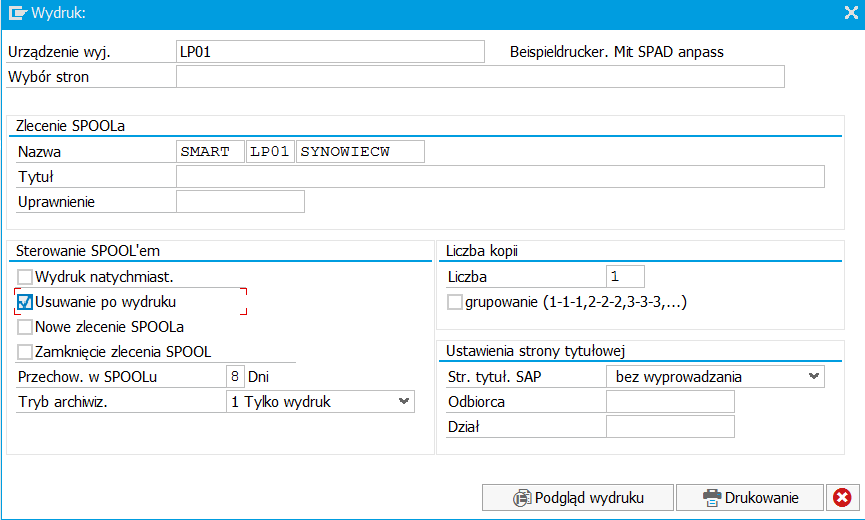 Wydruk:
Urządzenie wyj. LP01 Beispieldrucker. Mit SPAD anpass
Wybór stron
Zlecenie SPOOLa
Nazwa SMART LP01 SYNOWIECW
Tytuł
Uprawnienie
Sterowanie SPOOL'em
Wydruk natychmiast.
Usuwanie po wydruku
Nowe zlecenie SPOOLa
Zamknięcie zlecenia SPOOL
Przechow. w SPOOLu 8 Dni
Tryb archiwiz. 1 Tylko wydruk
Liczba kopii
Liczba 1
grupowanie (1-1-1,2-2-2,3-3-3,...)
Ustawienia strony tytułowej
Str. tytuł. SAP bez wyprowadzania
Odbiorca
Dział
Podgląd wydruku Drukowanie